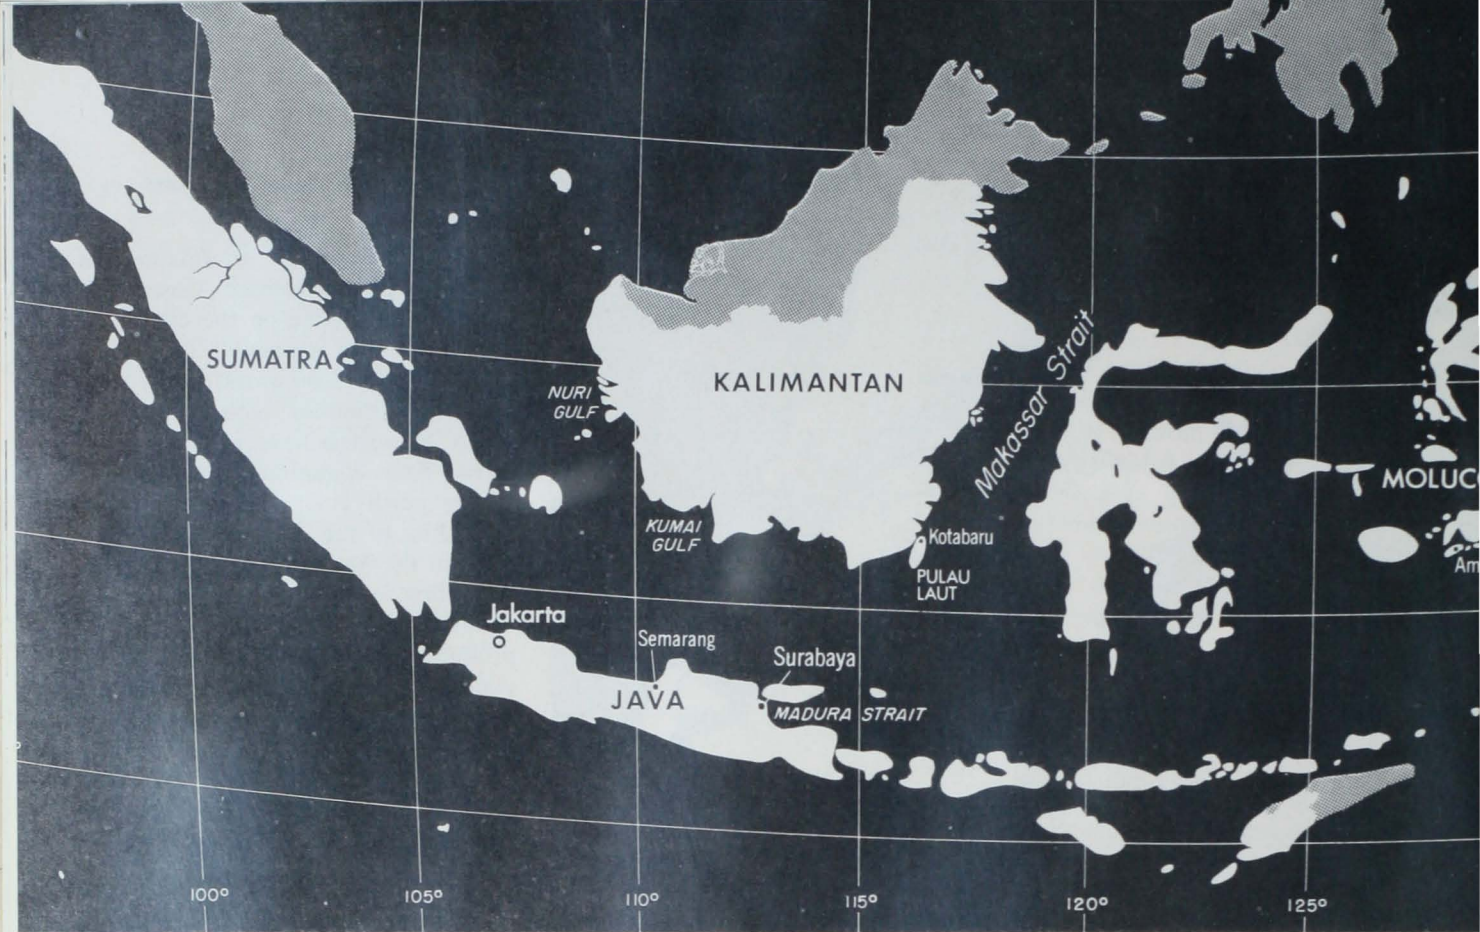 Makassar Strait
SUMATRA
KALIMANTAN
NURI
GULF
MOLUC
KUMAI
GULF
Kotabaru
PULAU
LAUT
Am
Jakarta
Semarang
Surabaya
JAVA
MADURA STRAIT
100°
105°
110°
115°
120°
125°